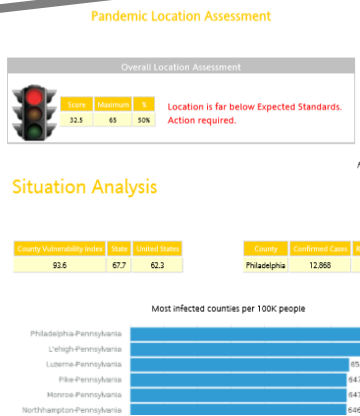 Pandemic Location Assessment
Overall Location Assessment
Score Maximum %
32.5 65 50%
Location is far below Expected Standards.
Action required.
Situation Analysis
County Vulnerability Index State United States
93.6 67.7 62.3
County Confirmed Cases
Philadelphia 12,868
Most infected counties per 100K people
Philadelphia-Pennsylvania
Lehigh-Pennsylvania
Luzerne-Pennsylvania
Pike-Pennsylvania
Monroe-Pennsylvania
Northhampton-Pennsylvania